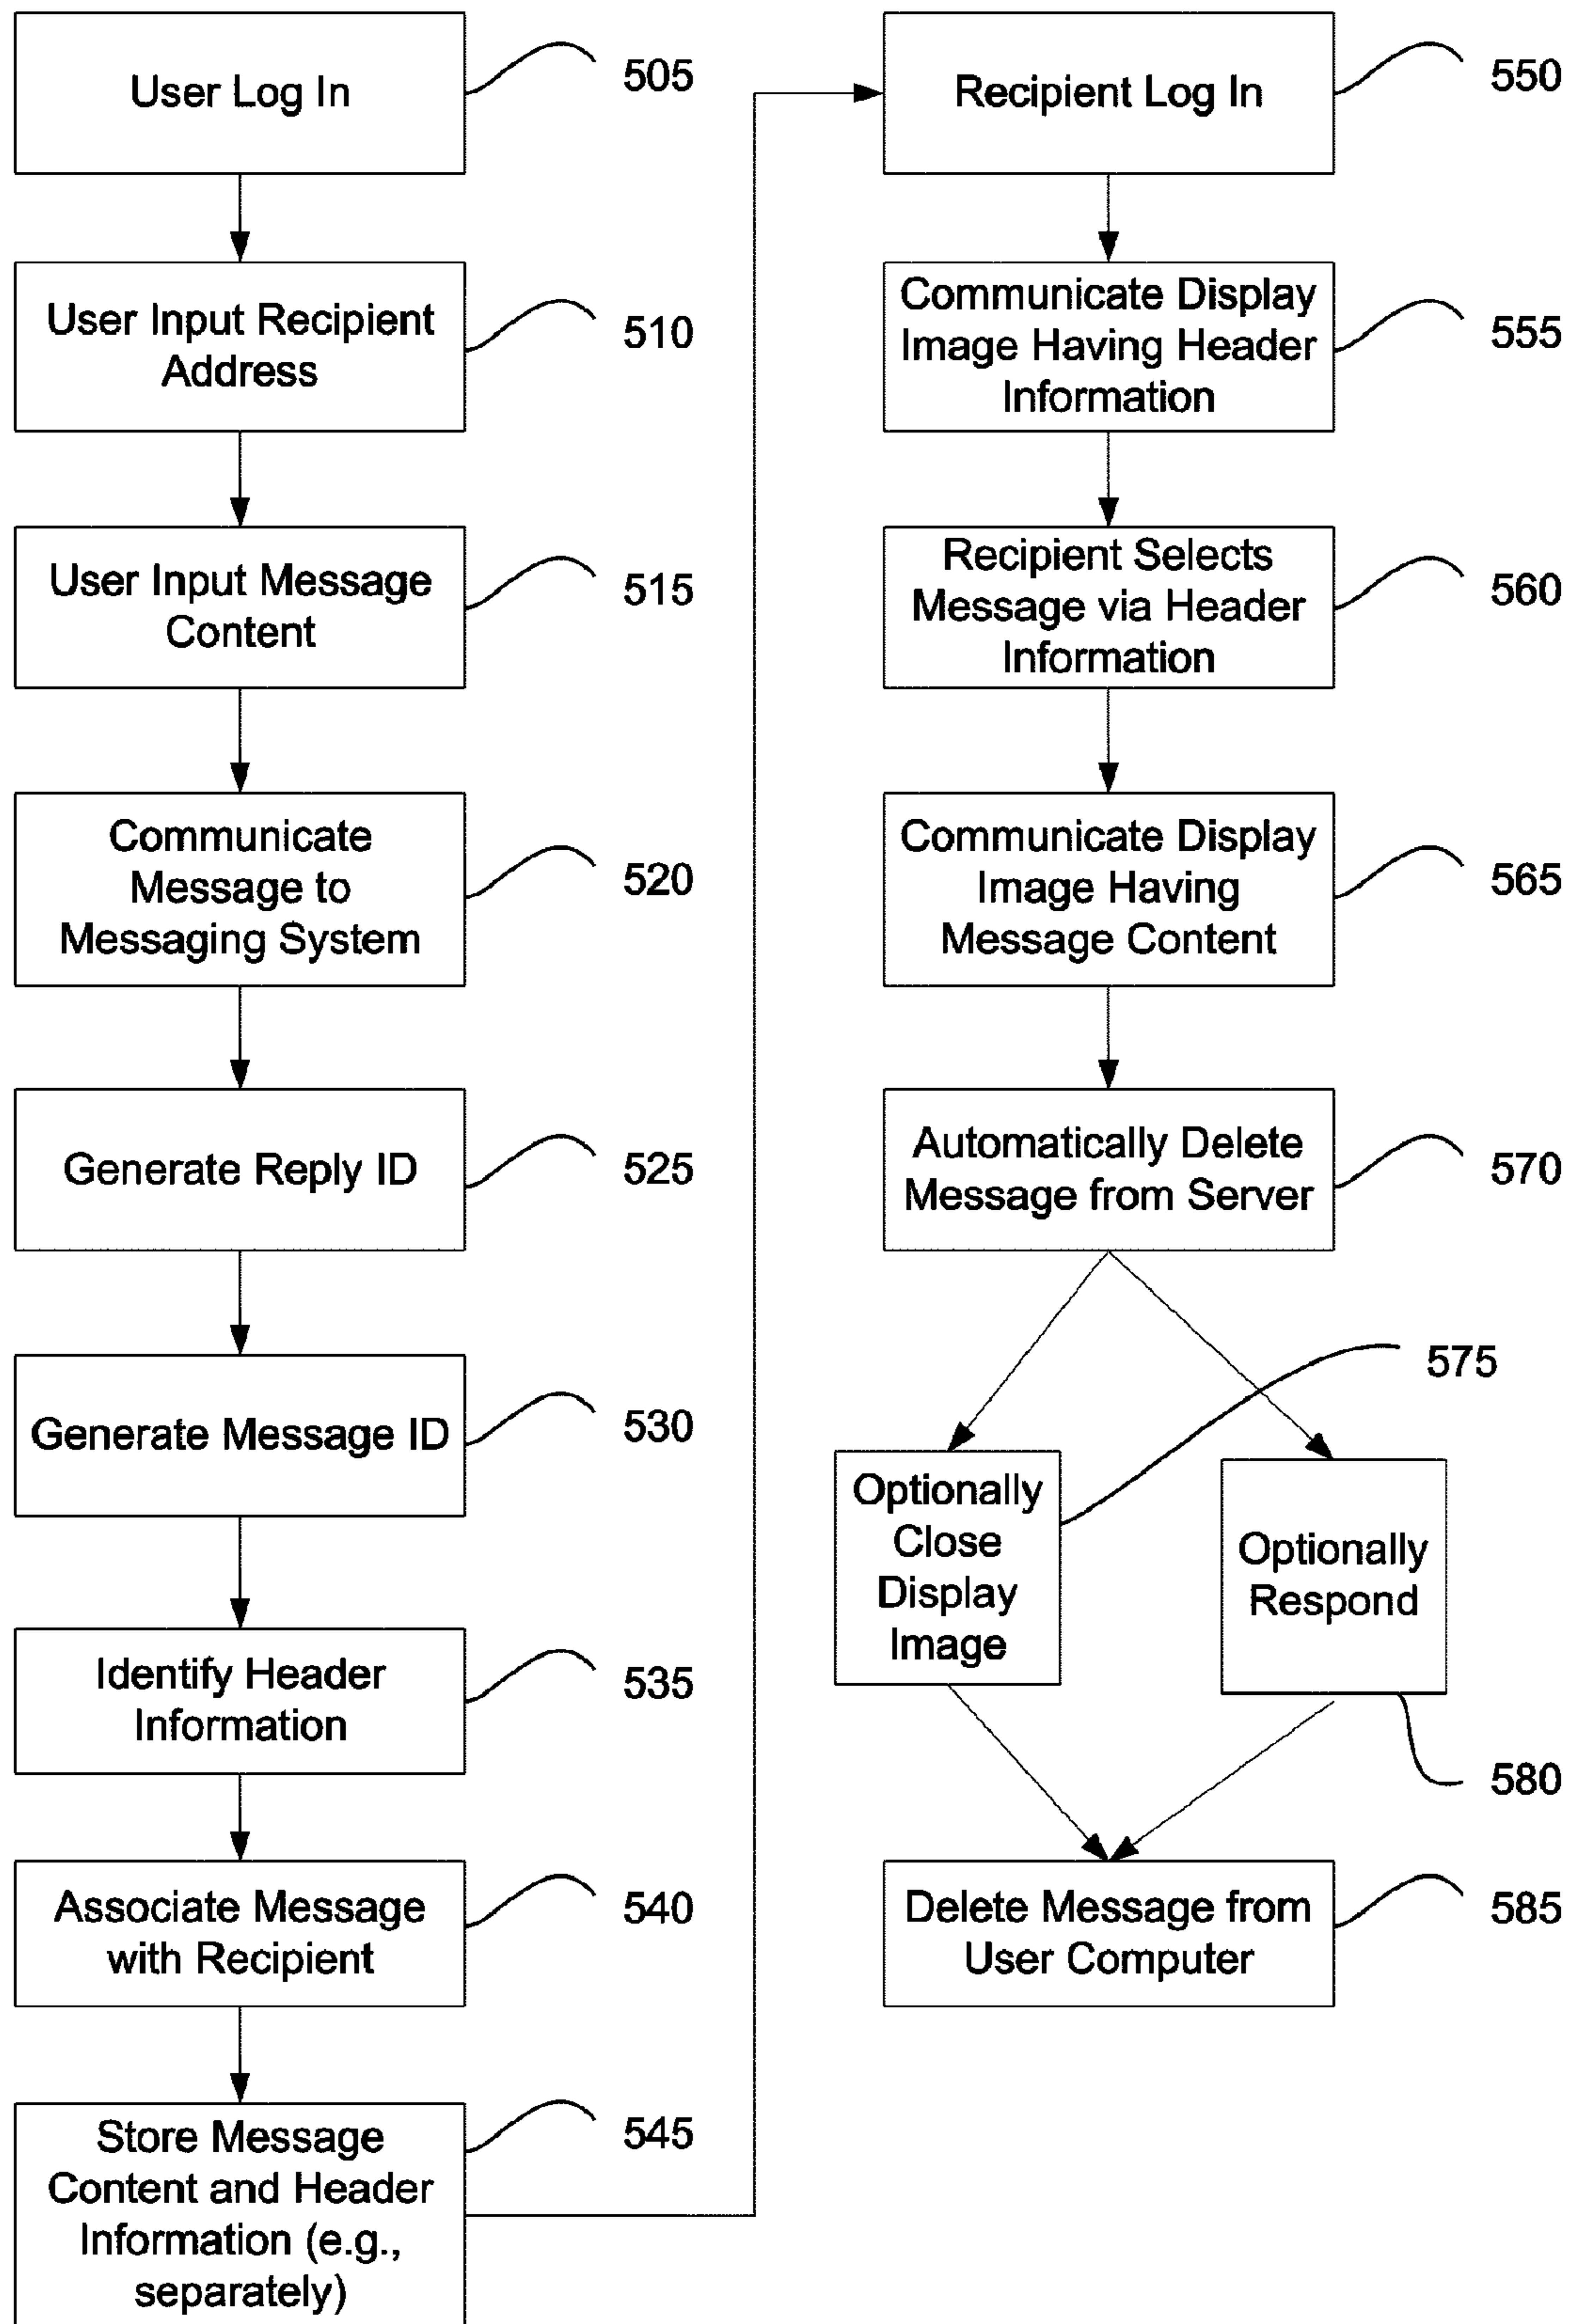 User Log In
505
User Input Recipient
Address
510
User Input Message
Content
515
Communicate
Message to
Messaging System
520
Generate Reply ID
525
Generate Message ID
530
Identify Header
Information
535
Associate Message
with Recipient
540
Store Message
Content and Header
Information (e.g.,
separately)
545
Recipient Log In
550
Communicate Display
Image Having Header
Information
555
Recipient Selects
Message via Header
Information
560
Communicate Display
Image Having
Message Content
565
Automatically Delete
Message from Server
570
Optionally
Close
Display
Image
575
Optionally
Respond
580
Delete Message from
User Computer
585